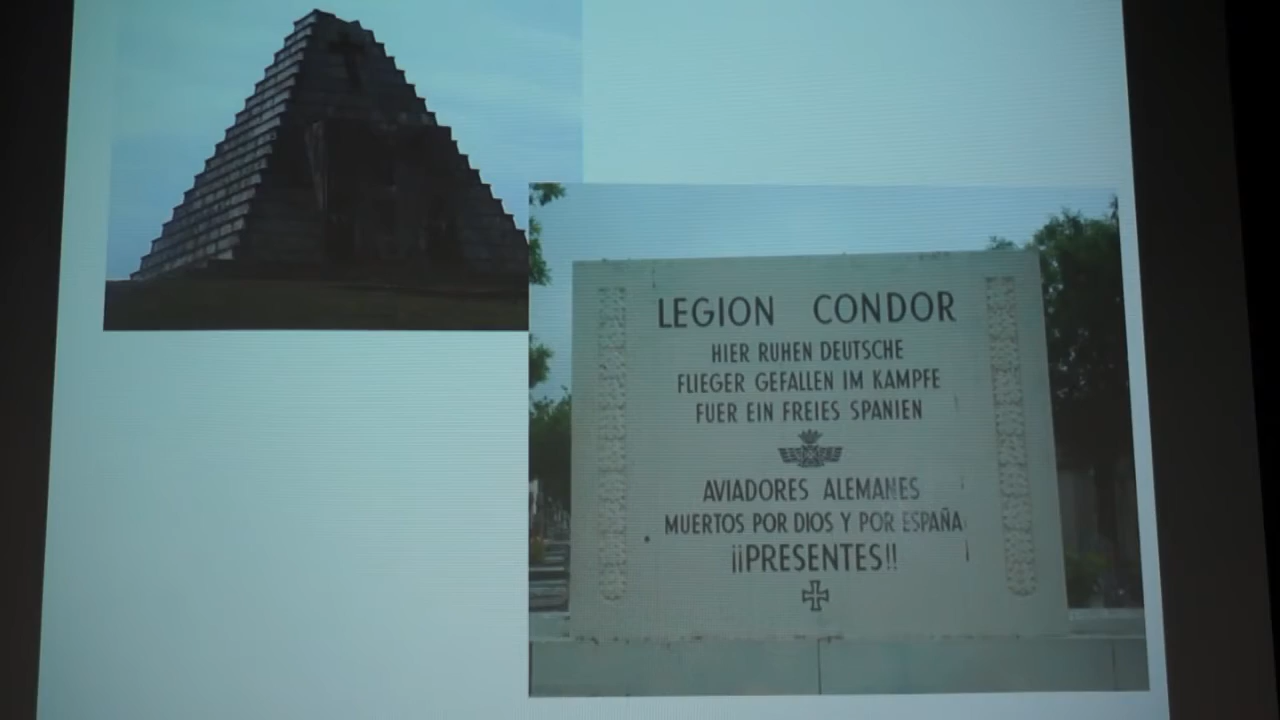 LEGION CONDOR
HIER RUHEN DEUTSCHE
FLIEGER GEFALLEN IM KAMPFE
FUER EIN FREIES SPANIEN
AVIADORES ALEMANES
MUERTOS POR DIOS Y POR ESPAÑA
¡¡PRESENTES!!